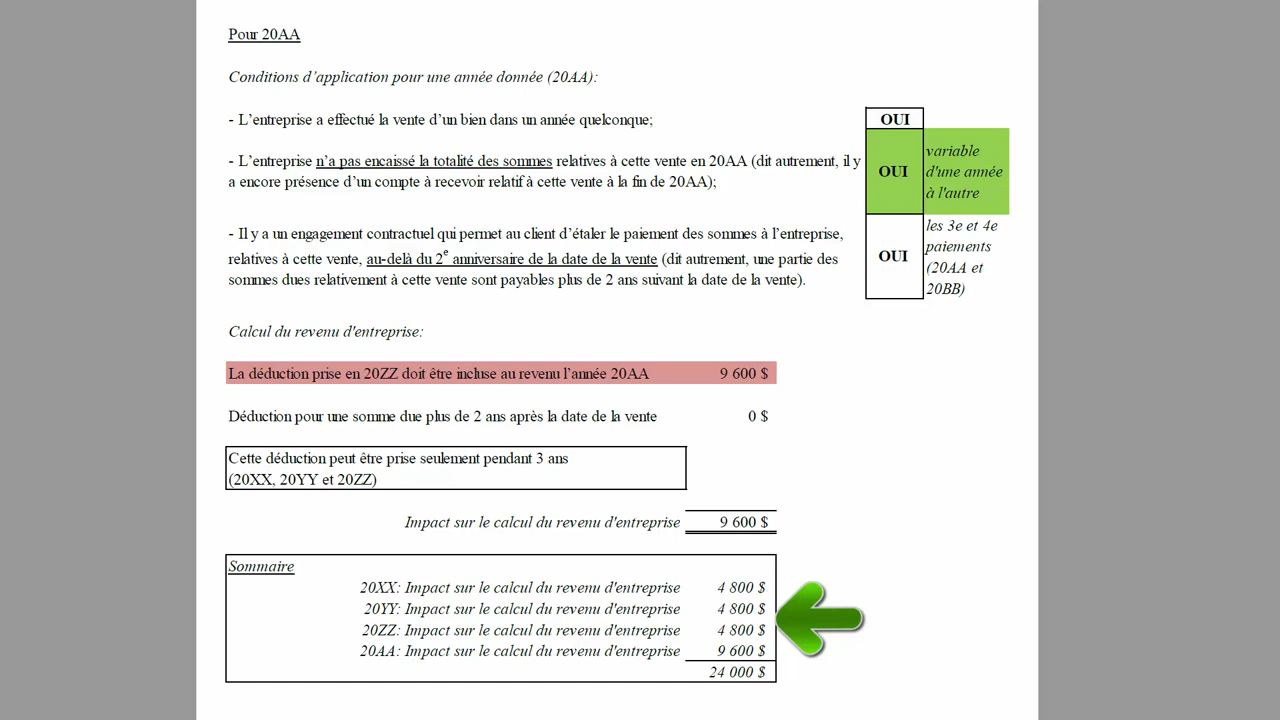 Pour 20AA
Conditions d'application pour une année donnée (20AA):
- L'entreprise a effectué la vente d'un bien dans un année quelconque;
OUI
- L'entreprise n'a pas encaissé la totalité des sommes relatives à cette vente en 20AA (dit autrement, il y
a encore présence d'un compte à recevoir relatif à cette vente à la fin de 20AA);
OUI
variable
d'une année
à l'autre
- Il y a un engagement contractuel qui permet au client d'étaler le paiement des sommes à l'entreprise,
relatives à cette vente, au-delà du 2e anniversaire de la date de la vente (dit autrement, une partie des
sommes dues relativement à cette vente sont payables plus de 2 ans suivant la date de la vente).
OUI
les 3e et 4e
paiements
(20AA et
20BB)
Calcul du revenu d'entreprise:
La déduction prise en 20ZZ doit être incluse au revenu l'année 20AA 9 600 $
Déduction pour une somme due plus de 2 ans après la date de la vente 0 $
Cette déduction peut être prise seulement pendant 3 ans
(20XX, 20YY et 20ZZ)
Impact sur le calcul du revenu d'entreprise 9 600 $
Sommaire
20XX: Impact sur le calcul du revenu d'entreprise 4 800 $
20YY: Impact sur le calcul du revenu d'entreprise 4 800 $
20ZZ: Impact sur le calcul du revenu d'entreprise 4 800 $
20AA: Impact sur le calcul du revenu d'entreprise 9 600 $
24 000 $